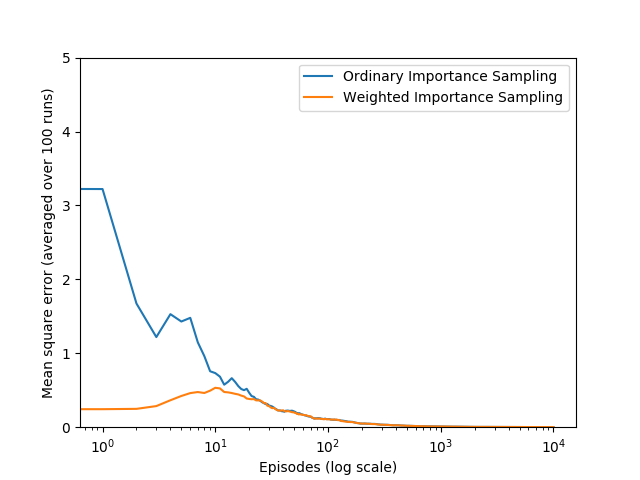 Ordinary Importance Sampling
Weighted Importance Sampling
Mean square error (averaged over 100 runs)
5
4
3
2
1
0
10⁰
10¹
10²
10³
10⁴
Episodes (log scale)